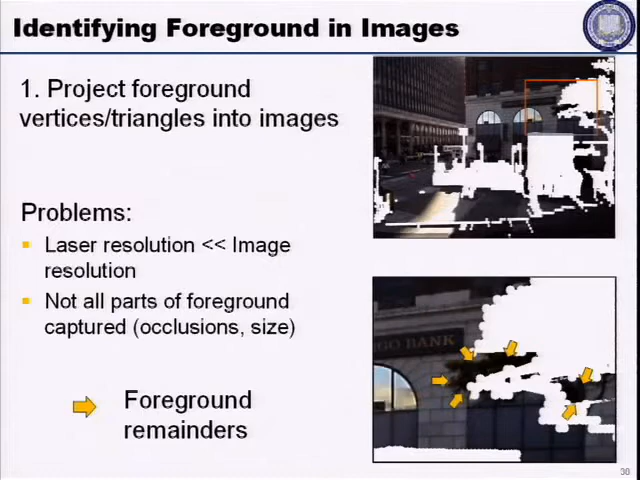 Identifying Foreground in Images
1. Project foreground
vertices/triangles into images
Problems:
Laser resolution << Image
resolution
Not all parts of foreground
captured (occlusions, size)
GO BANK
Foreground
remainders
38